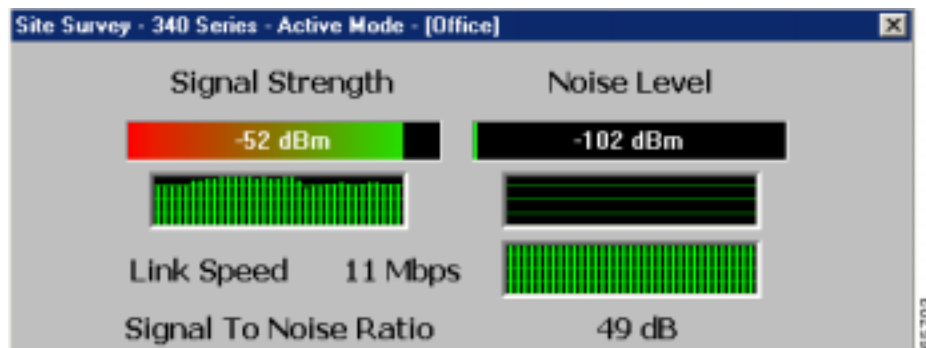 Site Survey - 340 Series - Active Mode - [Office]
Signal Strength
Noise Level
-52 dBm
-102 dBm
Link Speed 11 Mbps
Signal To Noise Ratio 49 dB